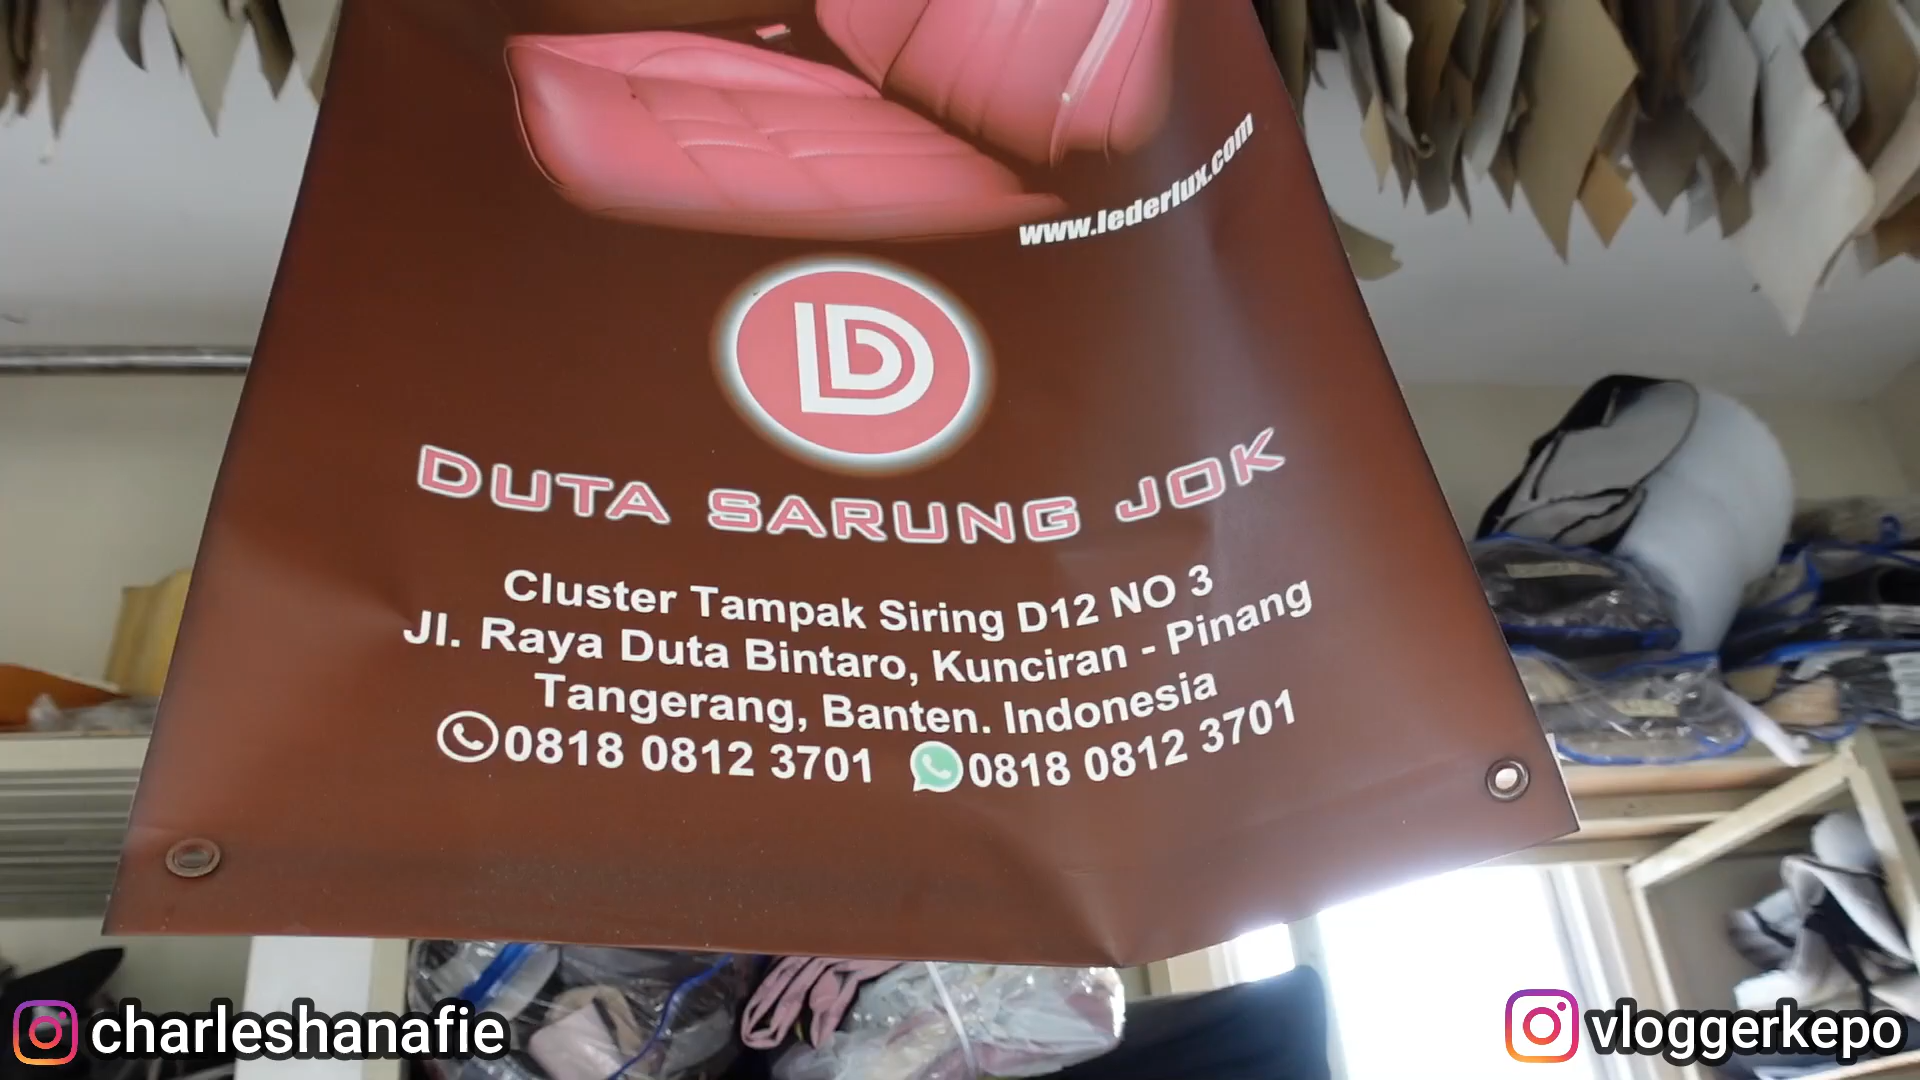 www.lederlux.com
DUTA SARUNG JOK
Cluster Tampak Siring D12 NO 3
Jl. Raya Duta Bintaro, Kunciran - Pinang
Tangerang, Banten. Indonesia
0818 0812 3701 0818 0812 3701
charleshanafie
vloggerkepo